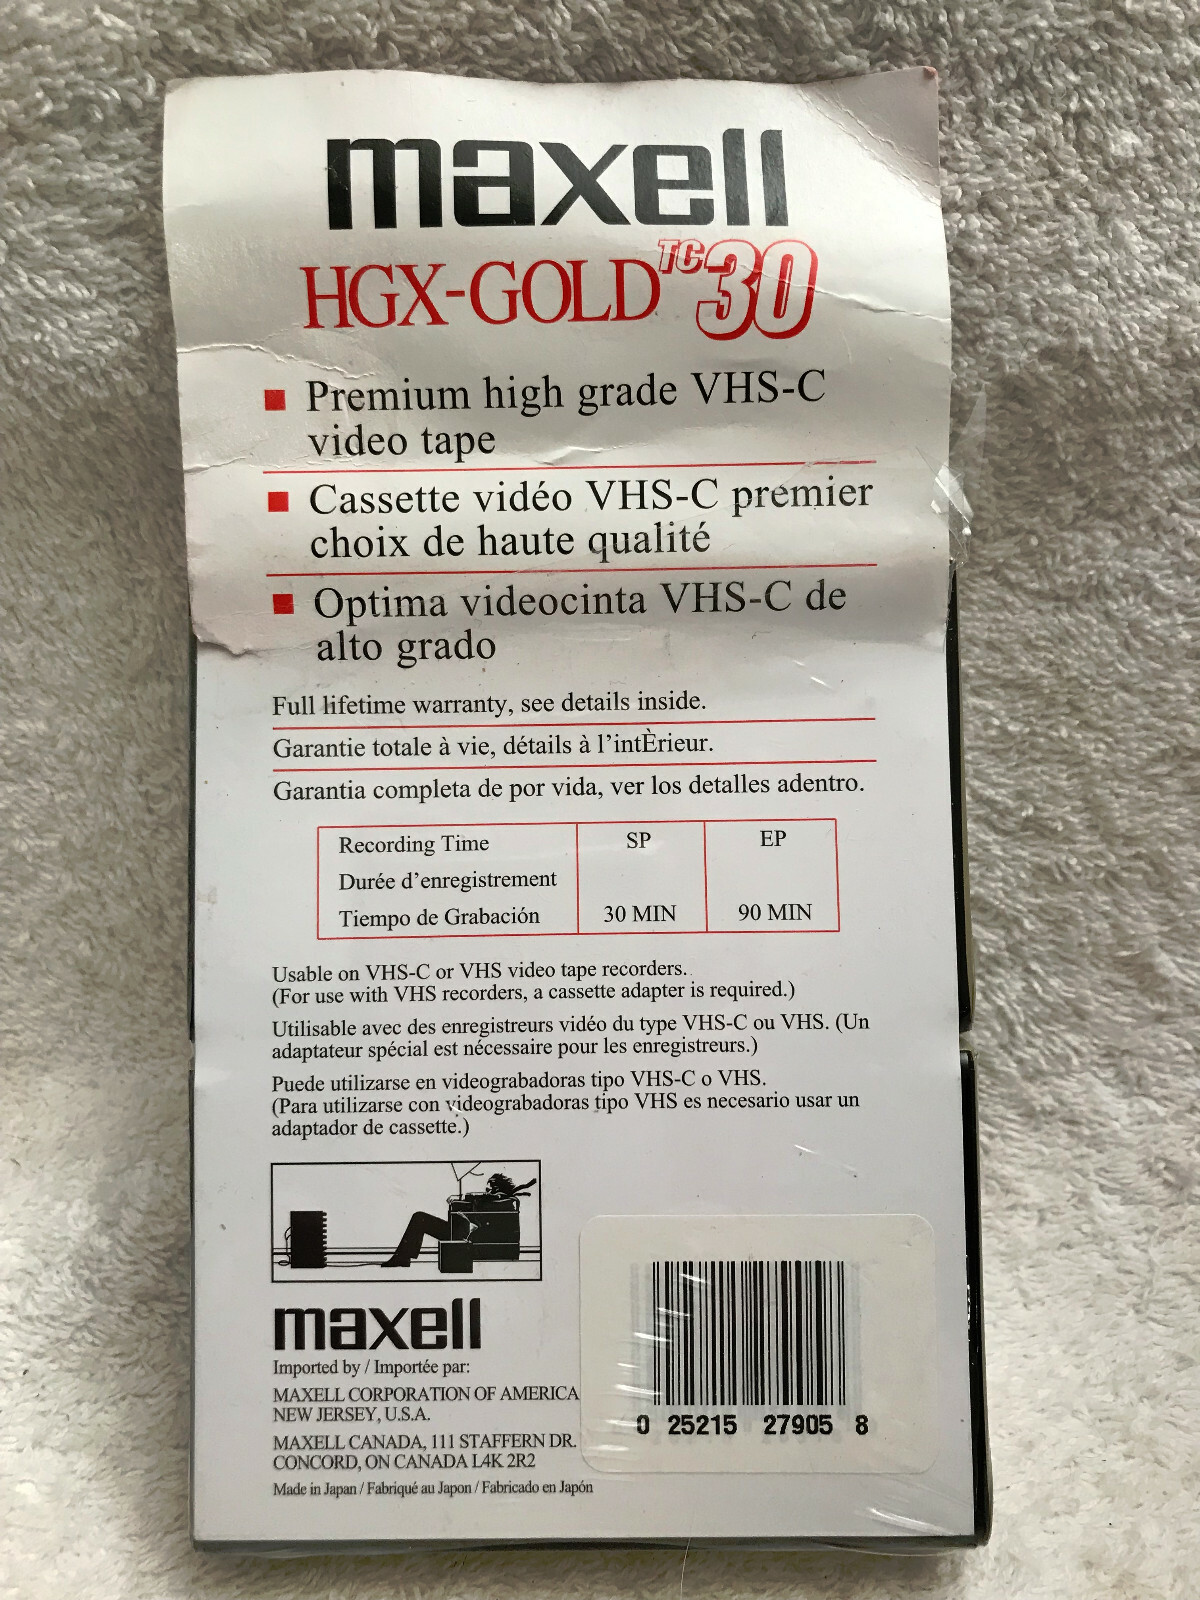 maxell
HGX-GOLD TC-30
Premium high grade VHS-C
video tape
Cassette vidéo VHS-C premier
choix de haute qualité
Optima videocinta VHS-C de
alto grado
Full lifetime warranty, see details inside.
Garantie totale à vie, détails à l'intÈrieur.
Garantia completa de por vida, ver los detalles adentro.
Recording Time SP EP
Durée d'enregistrement
Tiempo de Grabación 30 MIN 90 MIN
Usable on VHS-C or VHS video tape recorders.
(For use with VHS recorders, a cassette adapter is required.)
Utilisable avec des enregistreurs vidéo du type VHS-C ou VHS. (Un
adaptateur spécial est nécessaire pour les enregistreurs.)
Puede utilizarse en videograbadoras tipo VHS-C o VHS.
(Para utilizarse con videograbadoras tipo VHS es necesario usar un
adaptador de cassette.)
maxell
Imported by / Importée par:
MAXELL CORPORATION OF AMERICA
NEW JERSEY, U.S.A.
MAXELL CANADA, 111 STAFFERN DR.
CONCORD, ON CANADA L4K 2R2
Made in Japan / Fabriqué au Japon / Fabricado en Japón
0 25215 27905 8